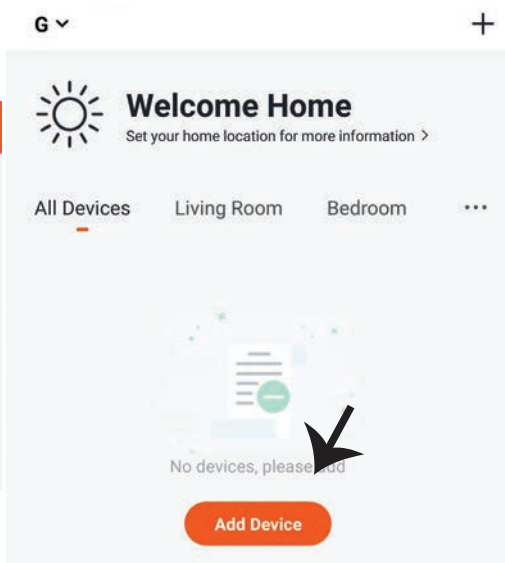 G
Welcome Home
Set your home location for more information >
All Devices Living Room Bedroom ...
No devices, please add
Add Device